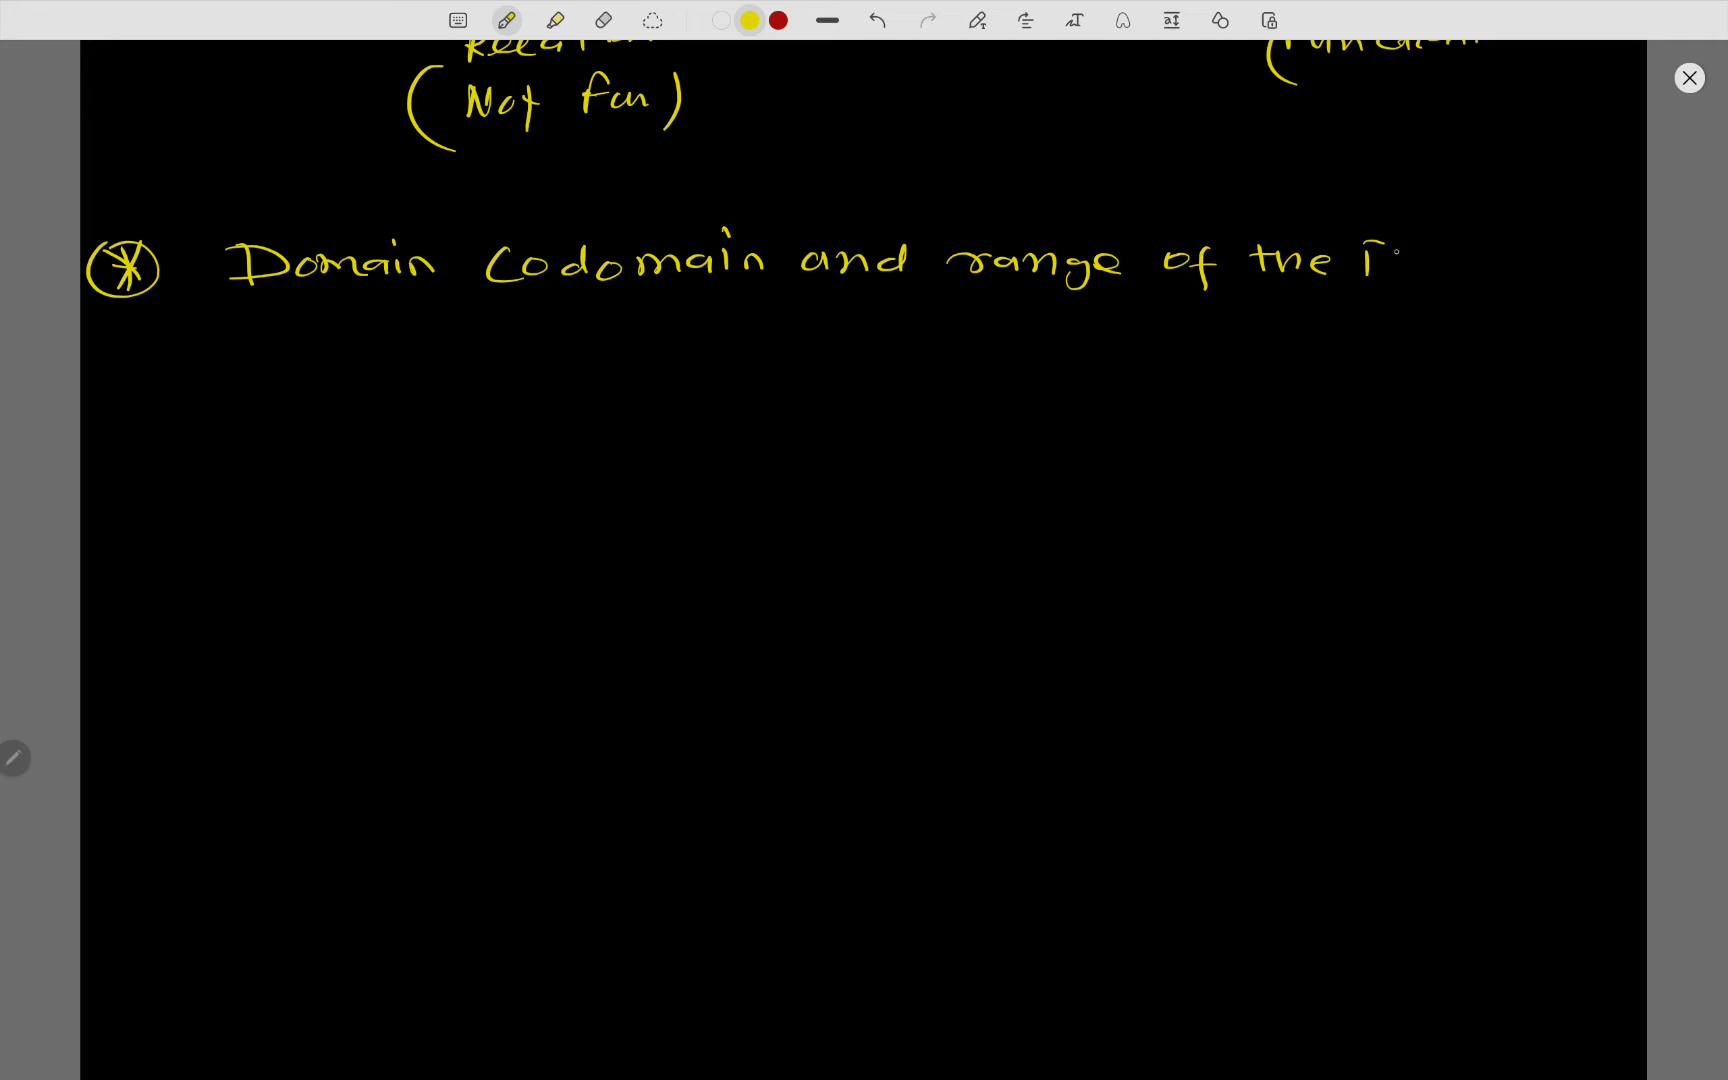 (Not fun)
* Domain Codomain and range of the